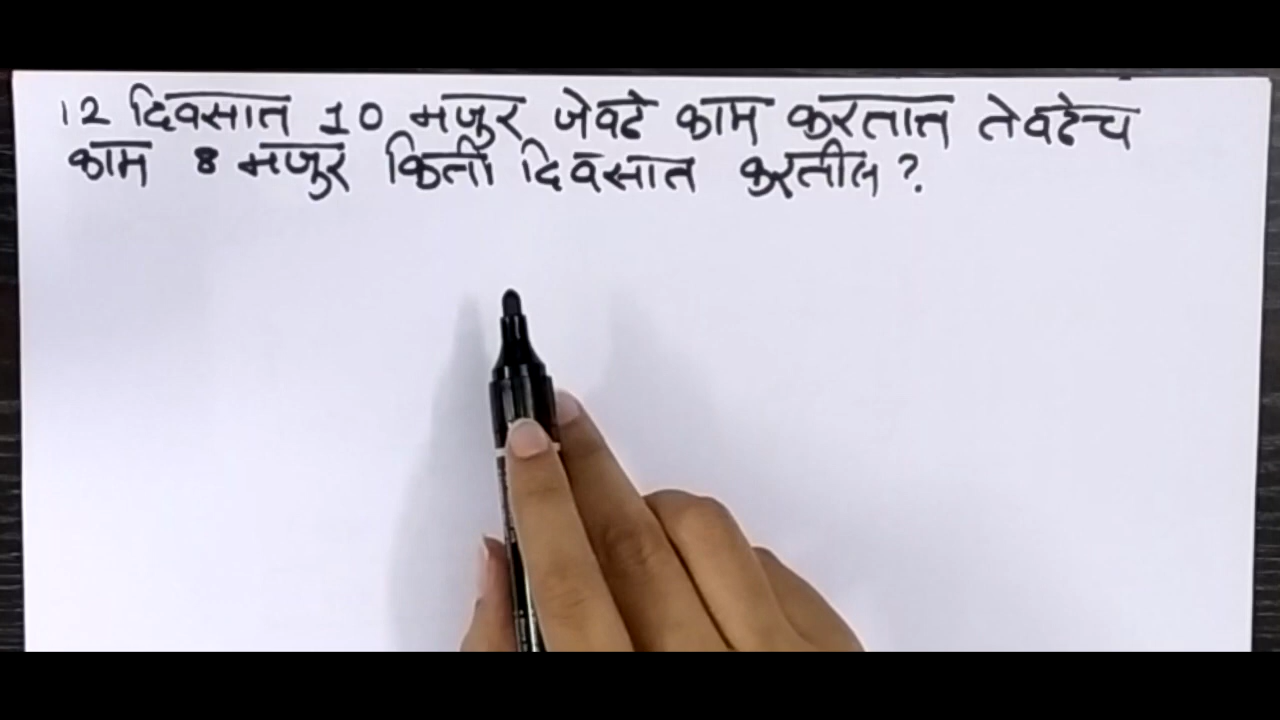 12 दिवसात 10 मजुर जेवढे काम करतात तेवढेच
काम 8 मजुर किती दिवसात करतील ?.